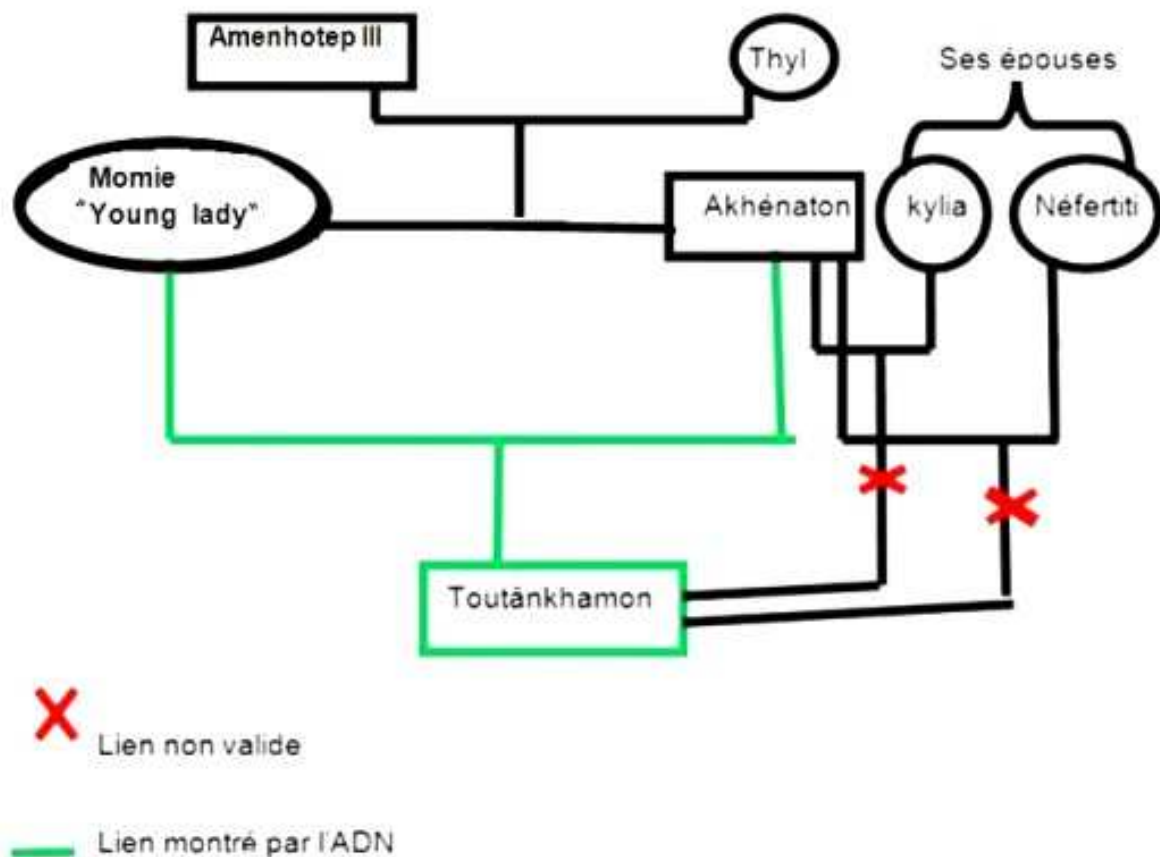 Amenhotep III
Thyl
Ses épouses
Momie
"Young lady"
Akhénaton
kylia
Néfertiti
Toutânkhamon
Lien non valide
Lien montré par l'ADN